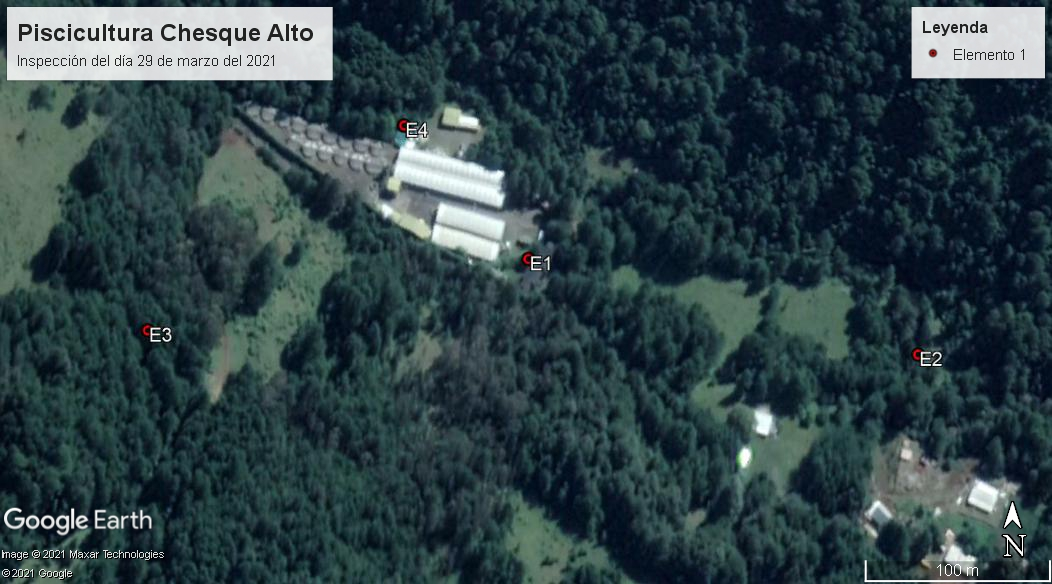 Piscicultura Chesque Alto
Inspección del día 29 de marzo del 2021
Leyenda
Elemento 1
E4
E1
E3
E2
Google Earth
Image © 2021 Maxar Technologies
© 2021 Google
N
100 m